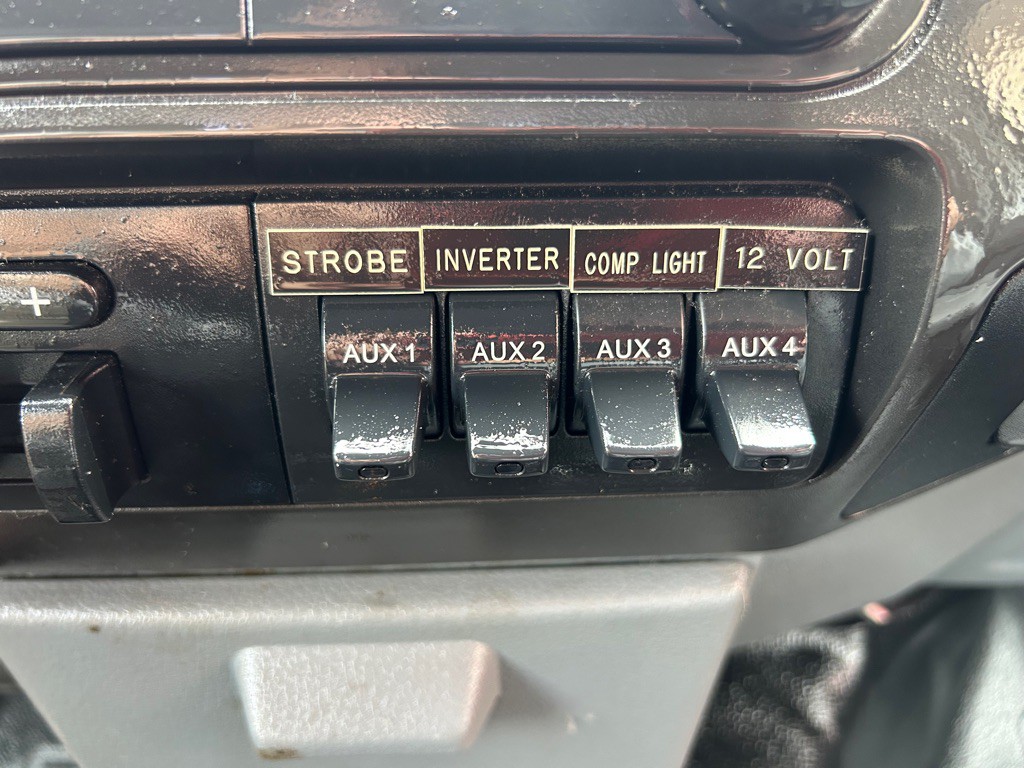 STROBE INVERTER COMP LIGHT 12 VOLT
+
AUX 1 AUX 2 AUX 3 AUX 4